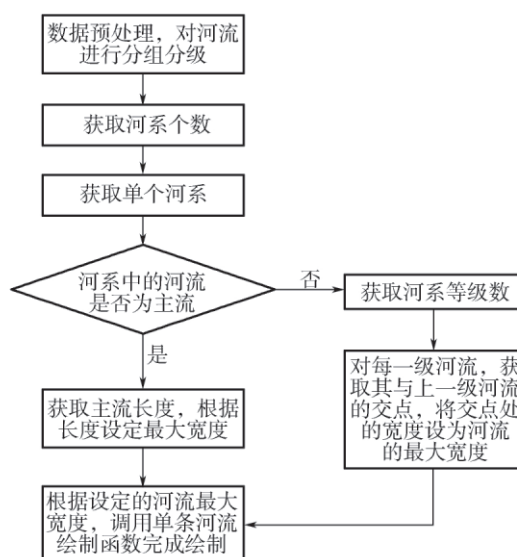 数据预处理，对河流
进行分组分级
获取河系个数
获取单个河系
河系中的河流
是否为主流
否
获取河系等级数
是
对每一级河流，获
取其与上一级河流
的交点，将交点处
的宽度设为河流
的最大宽度
获取主流长度，根据
长度设定最大宽度
根据设定的河流最大
宽度，调用单条河流
绘制函数完成绘制